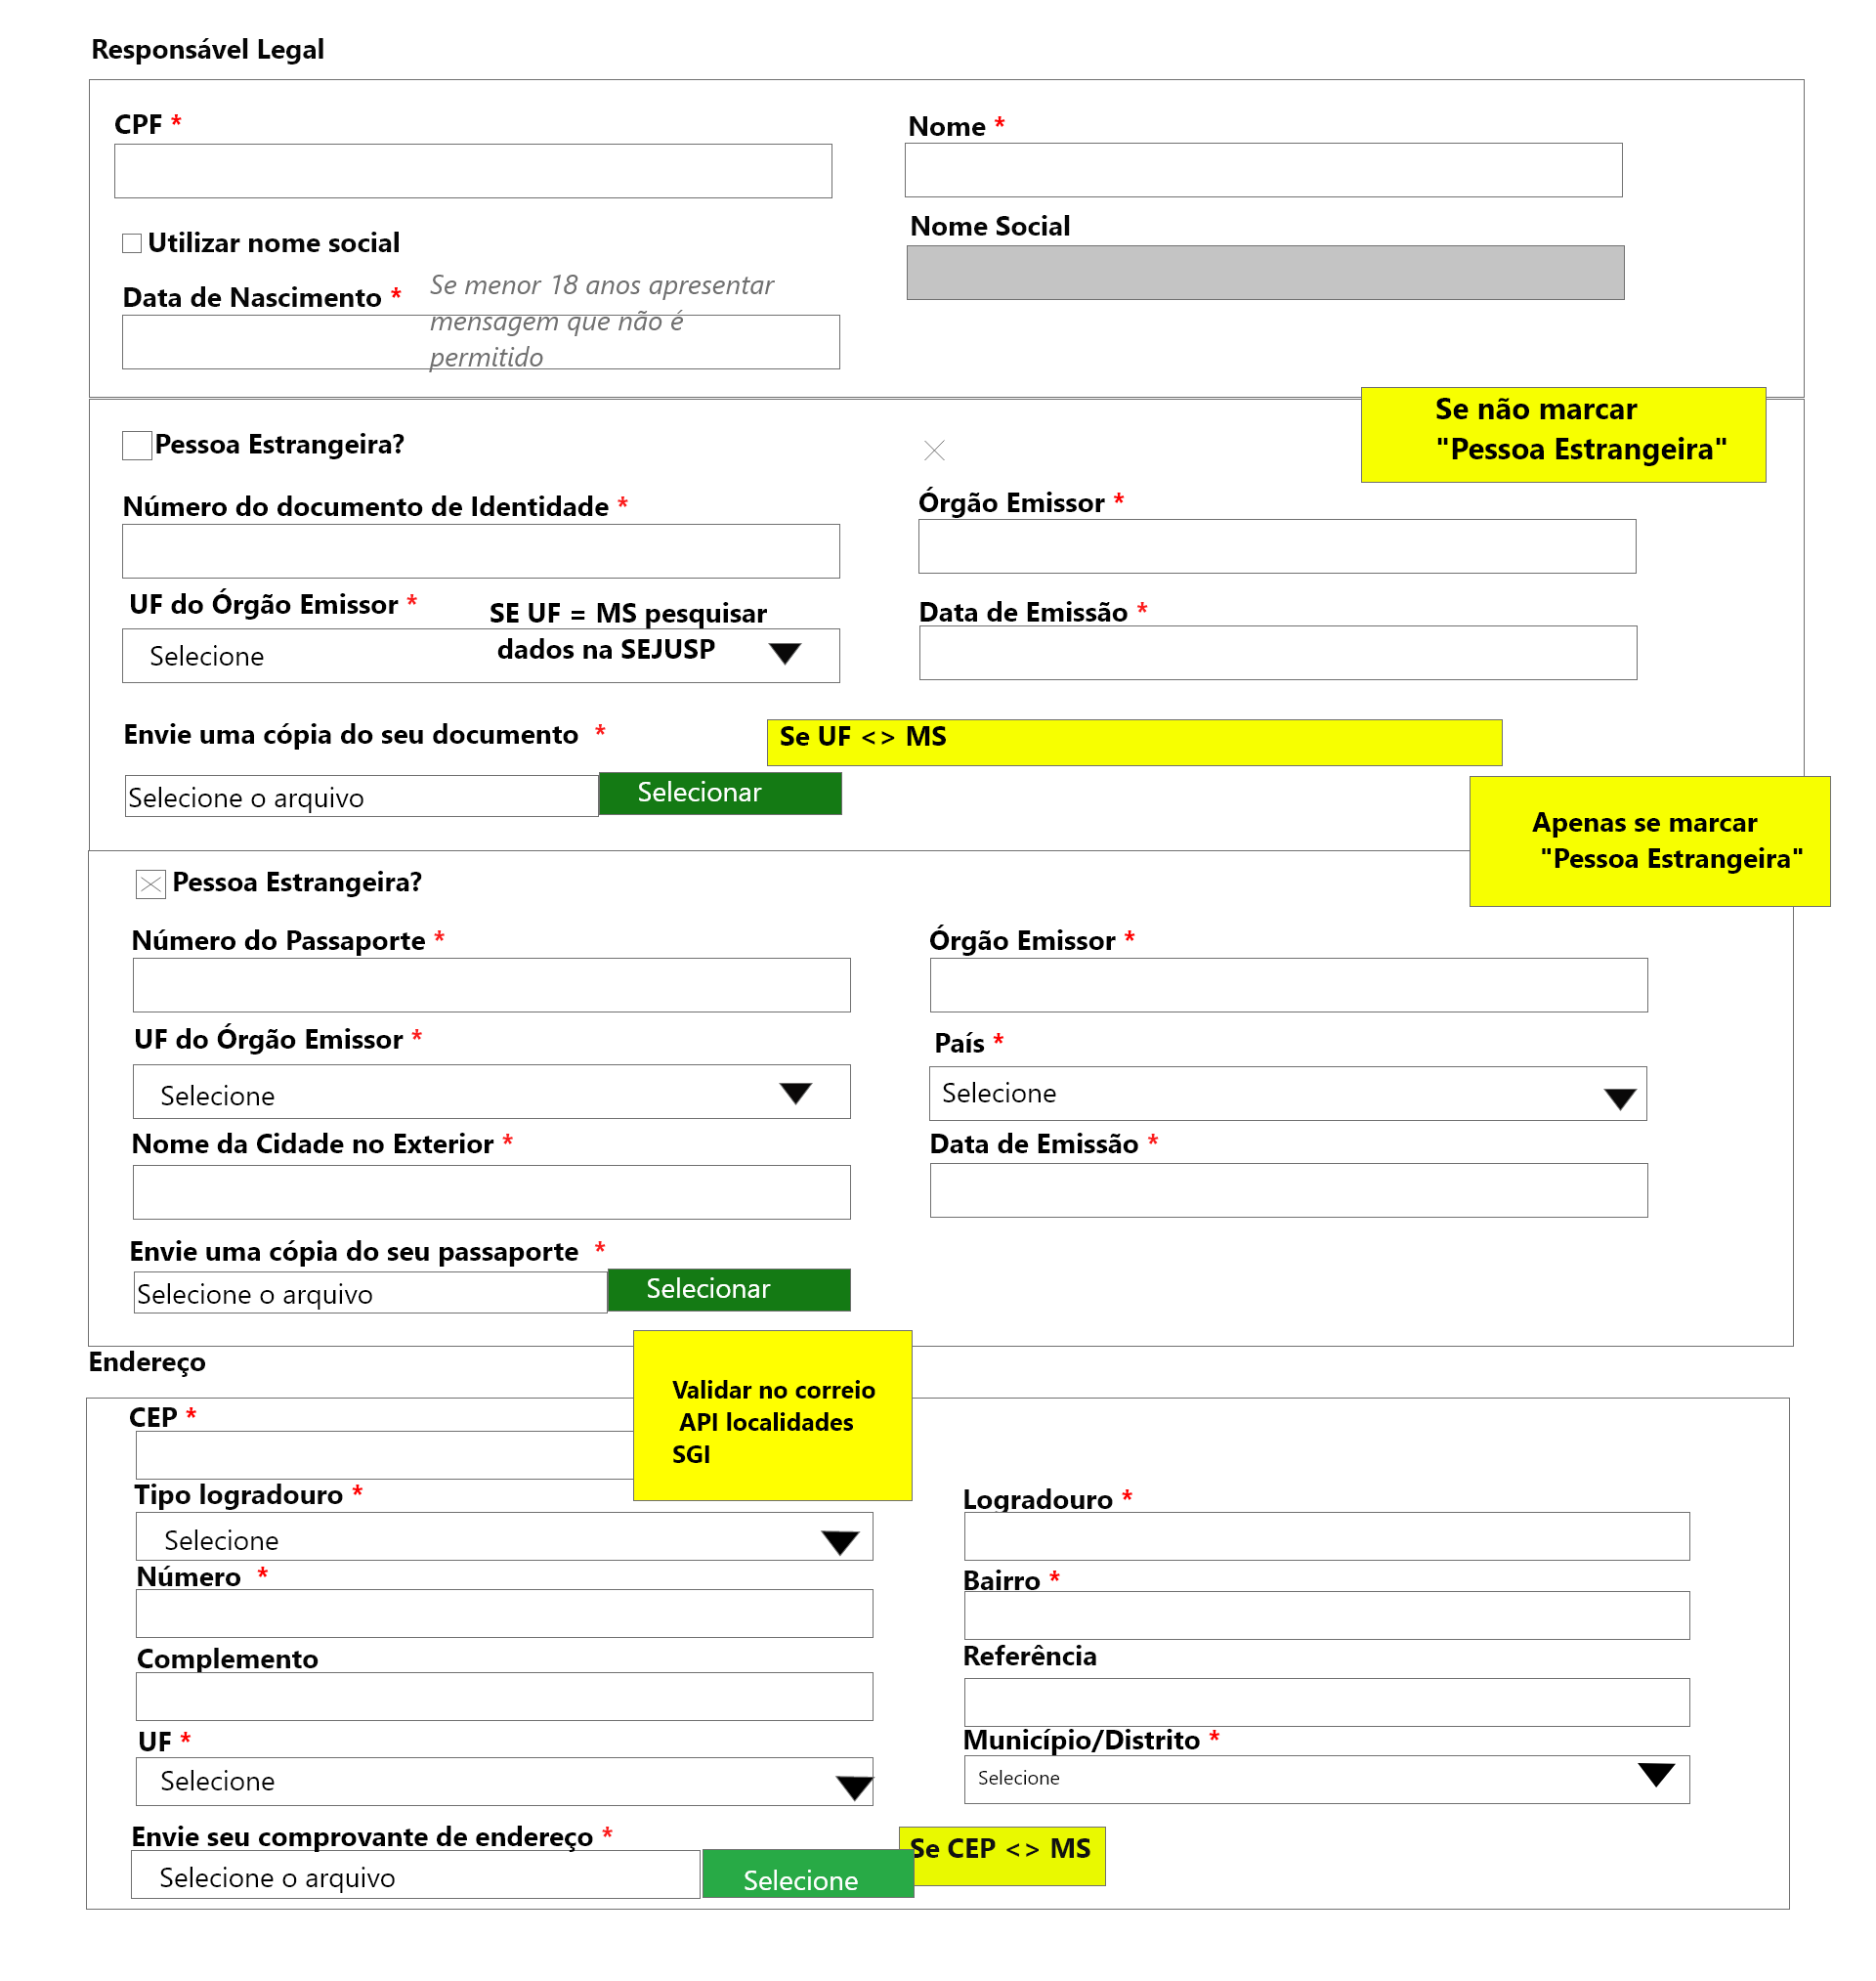 Responsável Legal
CPF *
Nome *
Utilizar nome social
Nome Social
Data de Nascimento *
Se menor 18 anos apresentar
mensagem que não é
permitido
Se não marcar
"Pessoa Estrangeira"
Pessoa Estrangeira?
Número do documento de Identidade *
Órgão Emissor *
UF do Órgão Emissor *
SE UF = MS pesquisar
dados na SEJUSP
Selecione
Data de Emissão *
Envie uma cópia do seu documento *
Se UF <> MS
Selecione o arquivo
Selecionar
Apenas se marcar
"Pessoa Estrangeira"
Pessoa Estrangeira?
Número do Passaporte *
Órgão Emissor *
UF do Órgão Emissor *
País *
Selecione
Selecione
Nome da Cidade no Exterior *
Data de Emissão *
Envie uma cópia do seu passaporte *
Selecione o arquivo
Selecionar
Endereço
Validar no correio
API localidades
SGI
CEP *
Tipo logradouro *
Logradouro *
Selecione
Número *
Bairro *
Complemento
Referência
UF *
Município/Distrito *
Selecione
Selecione
Envie seu comprovante de endereço *
Se CEP <> MS
Selecione o arquivo
Selecione